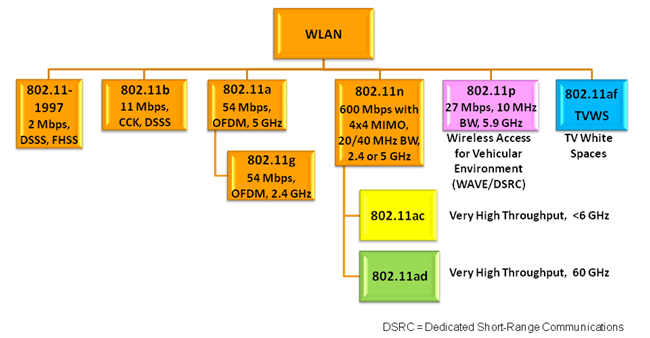 WLAN
802.11-
1997
2 Mbps,
DSSS, FHSS
802.11b
11 Mbps,
CCK, DSSS
802.11a
54 Mbps,
OFDM, 5 GHz
802.11g
54 Mbps,
OFDM, 2.4 GHz
802.11n
600 Mbps with
4x4 MIMO,
20/40 MHz BW,
2.4 or 5 GHz
802.11p
27 Mbps, 10 MHz
BW, 5.9 GHz
Wireless Access
for Vehicular
Environment
(WAVE/DSRC)
802.11af
TVWS
TV White
Spaces
802.11ac
Very High Throughput, <6 GHz
802.11ad
Very High Throughput, 60 GHz
DSRC = Dedicated Short-Range Communications